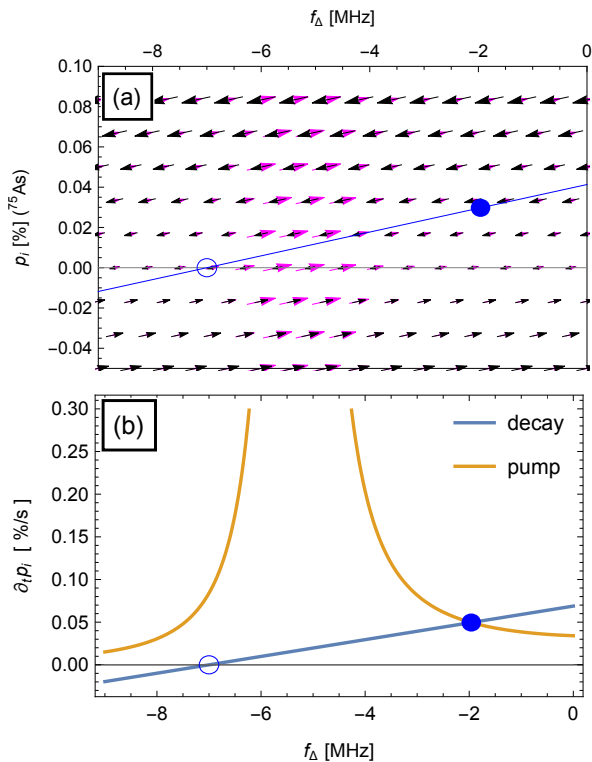 f_Δ [MHz]
−8 −6 −4 −2 0
(a)
0.10
0.08
0.06
0.04
0.02
0.00
−0.02
−0.04
p_i [%] (⁷⁵As)
(b)
decay
pump
0.30
0.25
0.20
0.15
0.10
0.05
0.00
∂_t p_i [ %/s]
−8 −6 −4 −2 0
f_Δ [MHz]